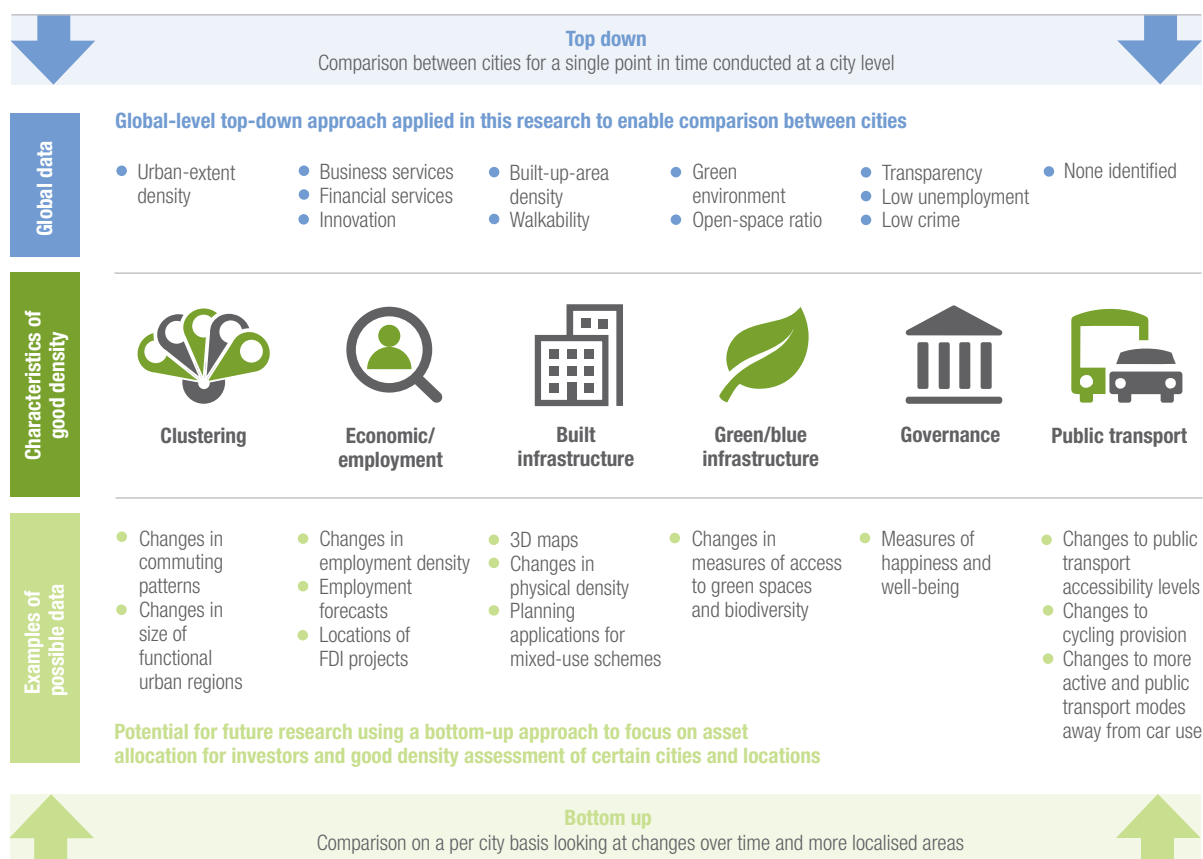 Top down
Comparison between cities for a single point in time conducted at a city level
Global data
Global-level top-down approach applied in this research to enable comparison between cities
Urban-extent
density
Business services
Financial services
Innovation
Built-up-area
density
Walkability
Green
environment
Open-space ratio
Transparency
Low unemployment
Low crime
None identified
Characteristics of
good density
Clustering
Economic/
employment
Built
infrastructure
Green/blue
infrastructure
Governance
Public transport
Examples of
possible data
Changes in
commuting
patterns
Changes in
size of
functional
urban regions
Changes in
employment density
Employment
forecasts
Locations of
FDI projects
3D maps
Changes in
physical density
Planning
applications for
mixed-use schemes
Changes in
measures of access
to green spaces
and biodiversity
Measures of
happiness and
well-being
Changes to public
transport
accessibility levels
Changes to
cycling provision
Changes to more
active and public
transport modes
away from car use
Potential for future research using a bottom-up approach to focus on asset
allocation for investors and good density assessment of certain cities and locations
Bottom up
Comparison on a per city basis looking at changes over time and more localised areas